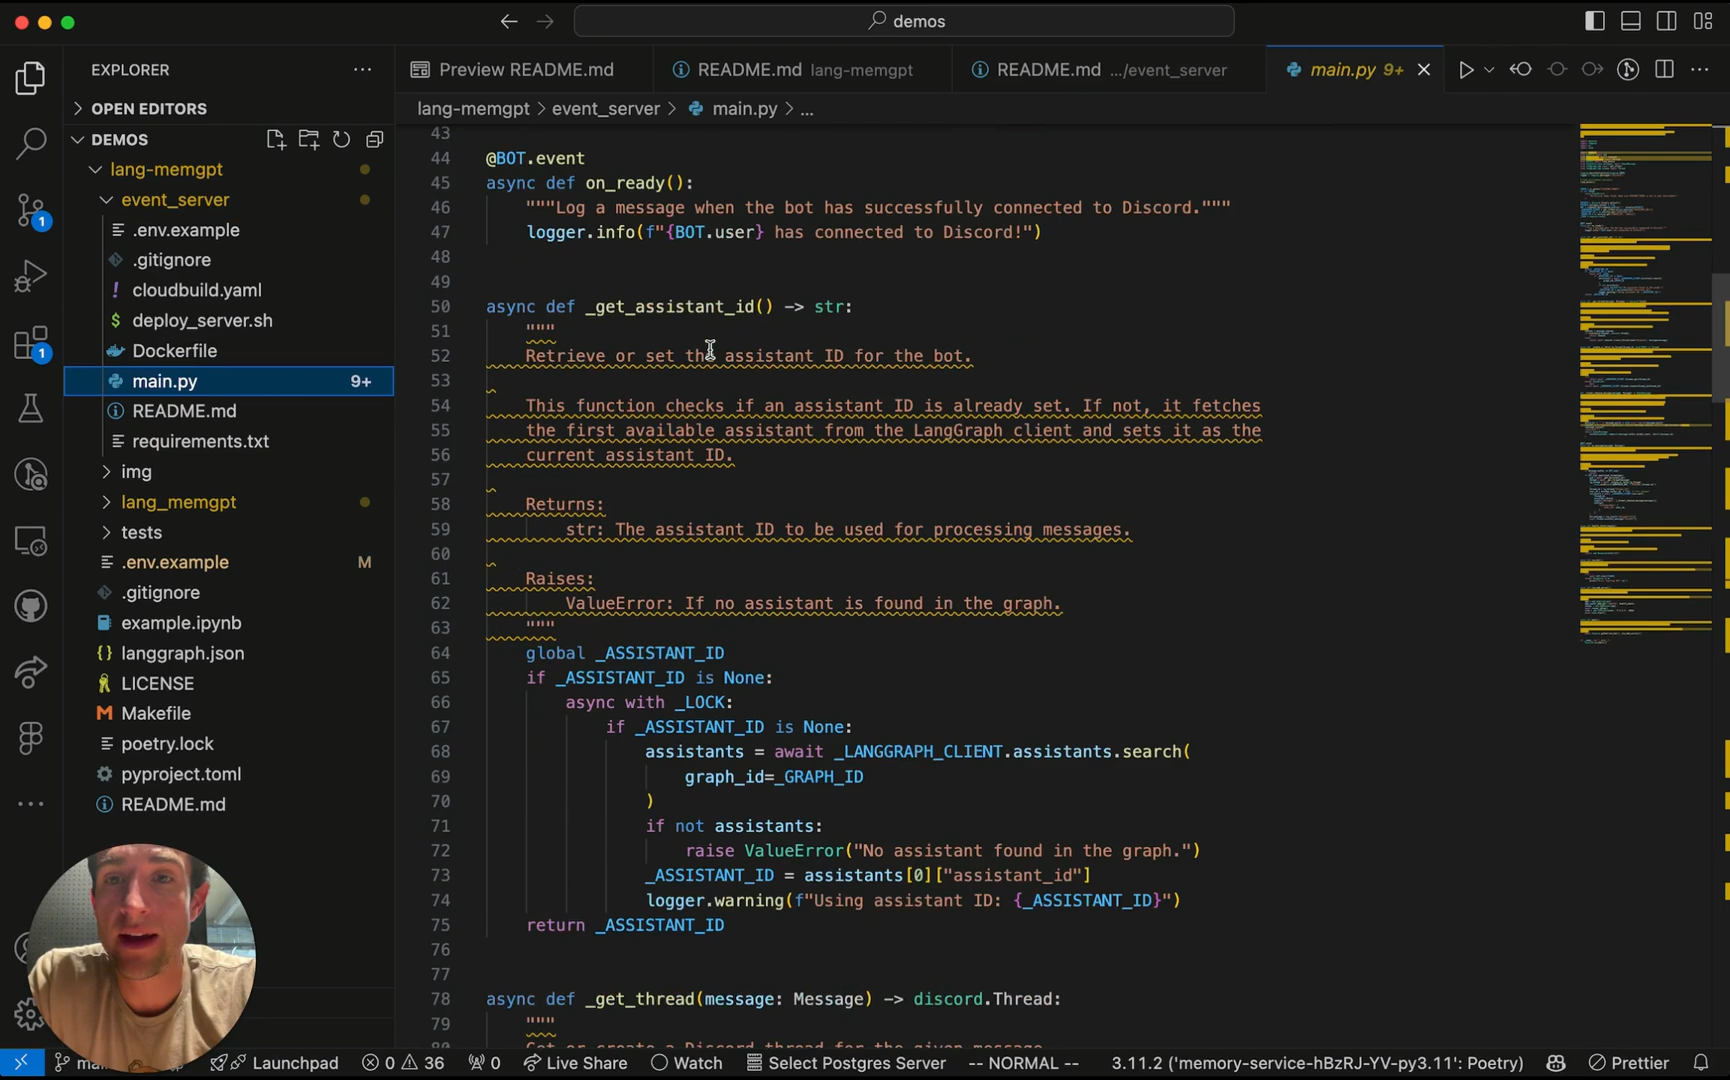 demos
EXPLORER
Preview README.md
README.md lang-memgpt
README.md .../event_server
main.py 9+
OPEN EDITORS
lang-memgpt > event_server > main.py > ...
DEMOS
lang-memgpt
event_server
.env.example
.gitignore
cloudbuild.yaml
deploy_server.sh
Dockerfile
main.py 9+
README.md
requirements.txt
img
lang_memgpt
tests
.env.example M
.gitignore
example.ipynb
langgraph.json
LICENSE
Makefile
poetry.lock
pyproject.toml
README.md
1
1
43
44 @BOT.event
45 async def on_ready():
46 """Log a message when the bot has successfully connected to Discord."""
47 logger.info(f"{BOT.user} has connected to Discord!")
48
49
50 async def _get_assistant_id() -> str:
51 """
52 Retrieve or set the assistant ID for the bot.
53
54 This function checks if an assistant ID is already set. If not, it fetches
55 the first available assistant from the LangGraph client and sets it as the
56 current assistant ID.
57
58 Returns:
59 str: The assistant ID to be used for processing messages.
60
61 Raises:
62 ValueError: If no assistant is found in the graph.
63 """
64 global _ASSISTANT_ID
65 if _ASSISTANT_ID is None:
66 async with _LOCK:
67 if _ASSISTANT_ID is None:
68 assistants = await _LANGGRAPH_CLIENT.assistants.search(
69 graph_id=_GRAPH_ID
70 )
71 if not assistants:
72 raise ValueError("No assistant found in the graph.")
73 _ASSISTANT_ID = assistants[0]["assistant_id"]
74 logger.warning(f"Using assistant ID: {_ASSISTANT_ID}")
75 return _ASSISTANT_ID
76
77
78 async def _get_thread(message: Message) -> discord.Thread:
79 """
80 Get or create a Discord thread for the given message.
Launchpad
0 36
0
Live Share
Watch
Select Postgres Server
-- NORMAL --
3.11.2 ('memory-service-hBzRJ-YV-py3.11': Poetry)
Prettier